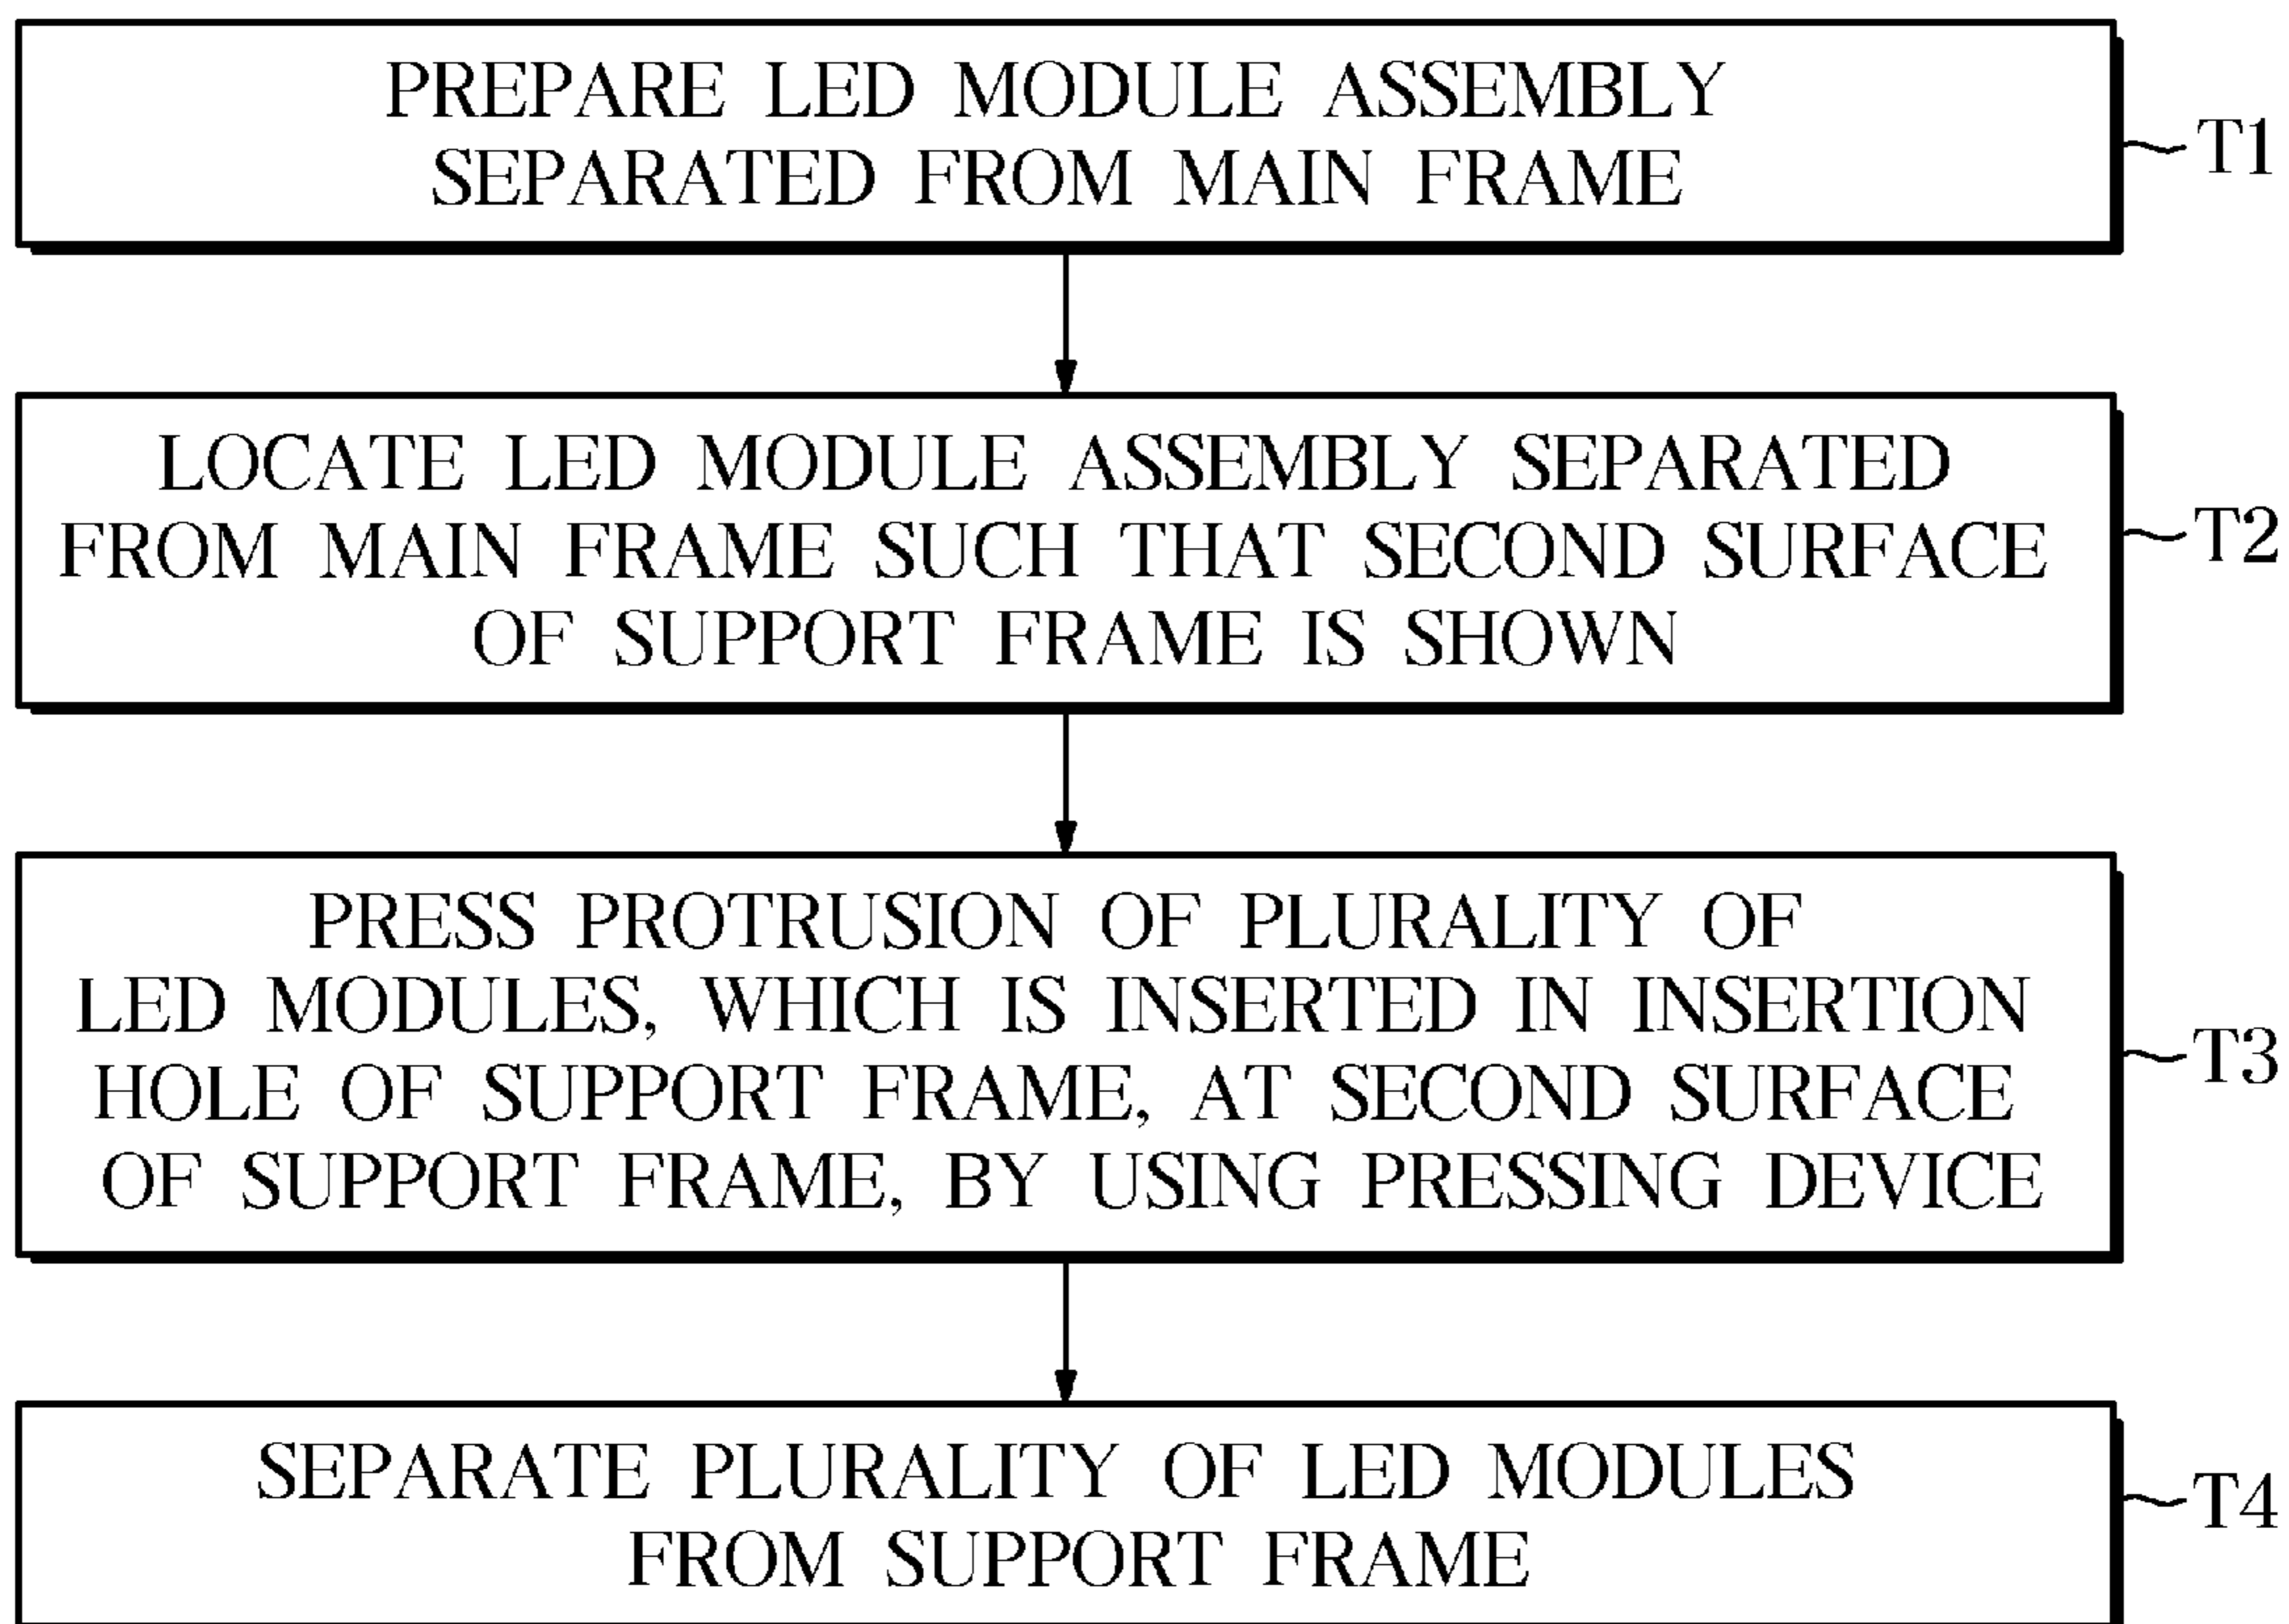 PREPARE LED MODULE ASSEMBLY
SEPARATED FROM MAIN FRAME
T1
LOCATE LED MODULE ASSEMBLY SEPARATED
FROM MAIN FRAME SUCH THAT SECOND SURFACE
OF SUPPORT FRAME IS SHOWN
T2
PRESS PROTRUSION OF PLURALITY OF
LED MODULES, WHICH IS INSERTED IN INSERTION
HOLE OF SUPPORT FRAME, AT SECOND SURFACE
OF SUPPORT FRAME, BY USING PRESSING DEVICE
T3
SEPARATE PLURALITY OF LED MODULES
FROM SUPPORT FRAME
T4